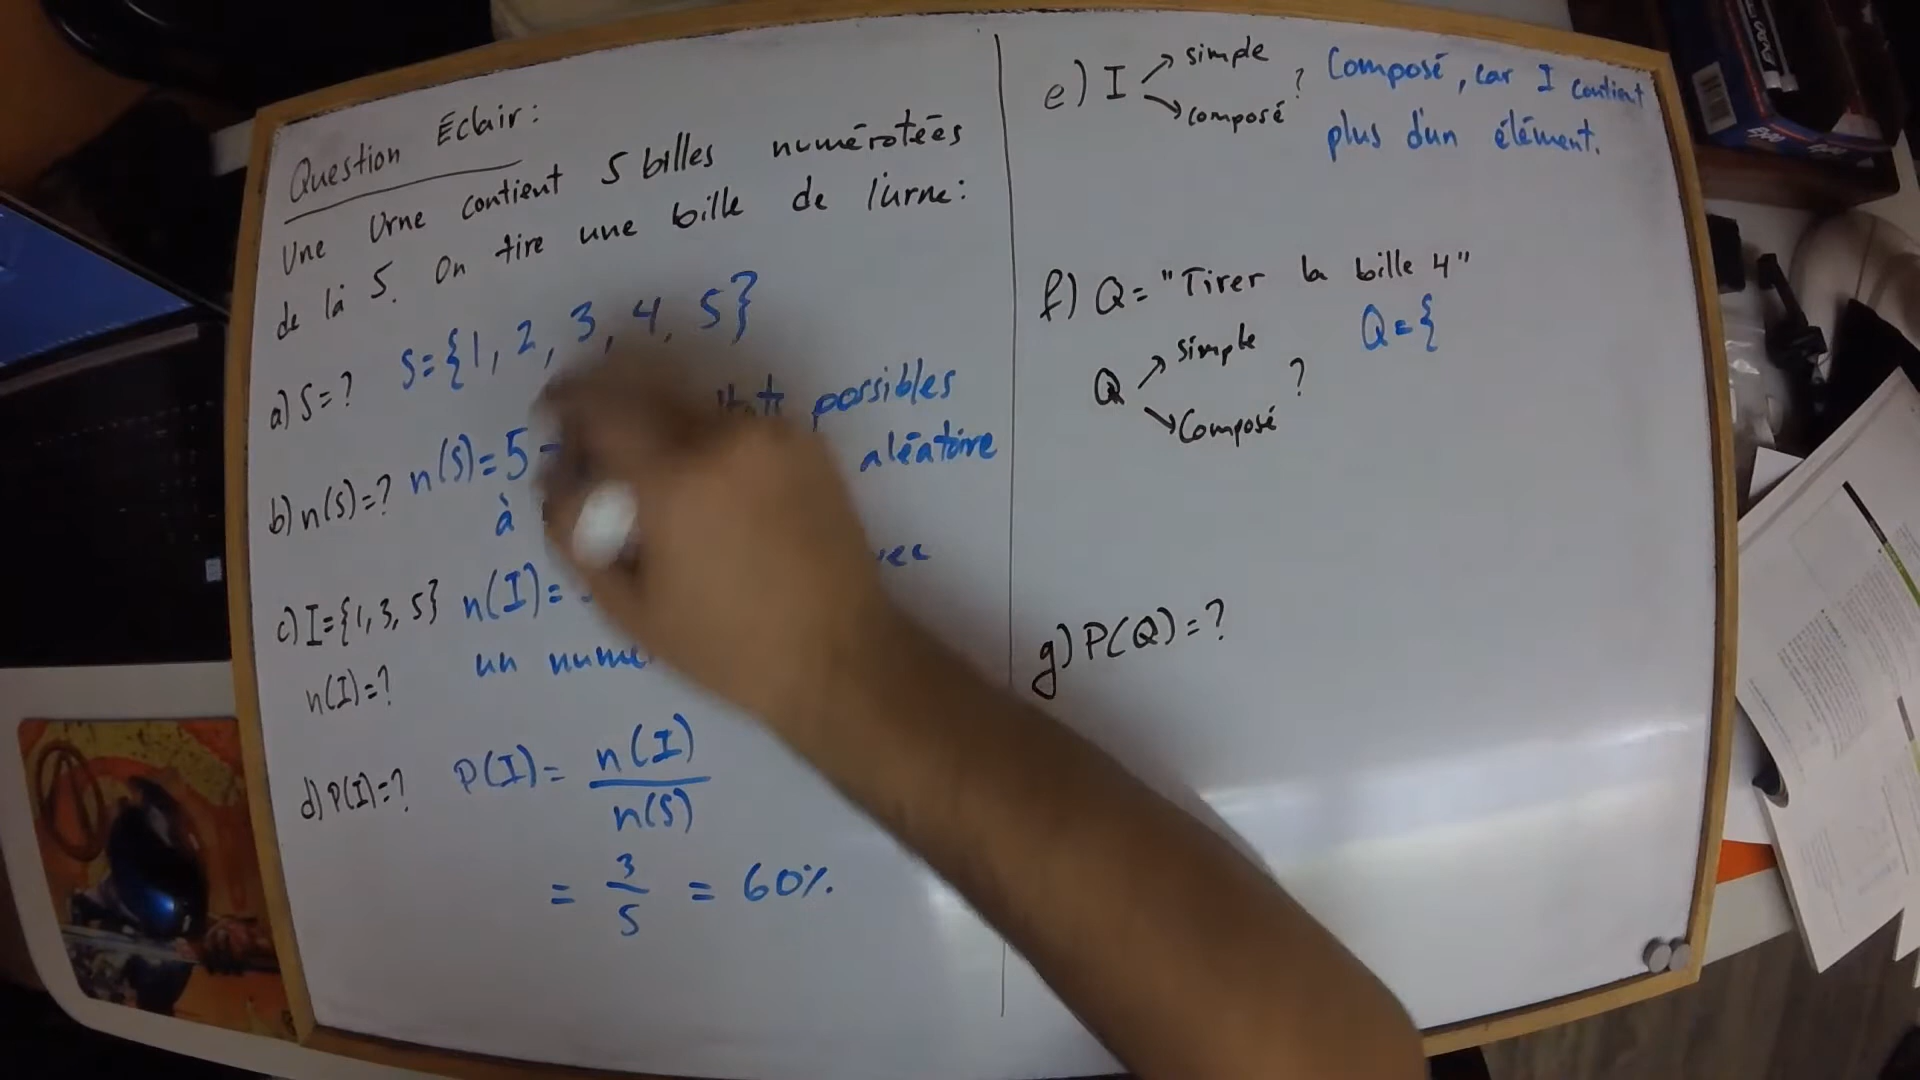 Question Éclair:
Une Urne contient 5 billes numérotées
de 1 à 5. On tire une bille de l'urne:
a) S=? S={1, 2, 3, 4, 5}
possibles
b) n(S)=? n(S)=5
aléatoire
à
c) I={1, 3, 5} n(I)=
n(I)=? un
d) P(I)=? P(I)= n(I)
n(S)
= 3/5 = 60%
e) I → simple
→ composé ? Composé, car I contient
plus d'un élément.
f) Q= "Tirer la bille 4"
Q → simple
→ Composé ? Q={
g) P(Q)=?